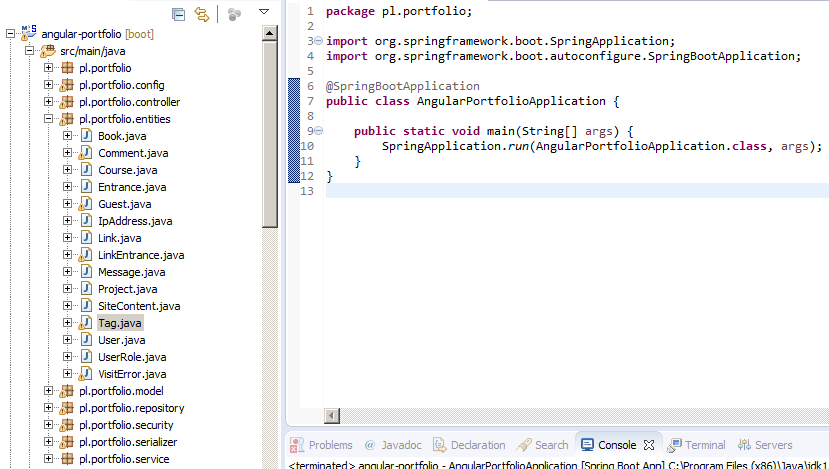 angular-portfolio [boot]
src/main/java
pl.portfolio
pl.portfolio.config
pl.portfolio.controller
pl.portfolio.entities
Book.java
Comment.java
Course.java
Entrance.java
Guest.java
IpAddress.java
Link.java
LinkEntrance.java
Message.java
Project.java
SiteContent.java
Tag.java
User.java
UserRole.java
VisitError.java
pl.portfolio.model
pl.portfolio.repository
pl.portfolio.security
pl.portfolio.serializer
pl.portfolio.service
1 package pl.portfolio;
2
3 import org.springframework.boot.SpringApplication;
4 import org.springframework.boot.autoconfigure.SpringBootApplication;
5
6 @SpringBootApplication
7 public class AngularPortfolioApplication {
8
9 public static void main(String[] args) {
10 SpringApplication.run(AngularPortfolioApplication.class, args);
11 }
12 }
13
Problems @ Javadoc Declaration Search Console Terminal Servers
<terminated> angular-portfolio - AngularPortfolioApplication [Spring Boot App] C:\Program Files (x86)\Java\jdk1